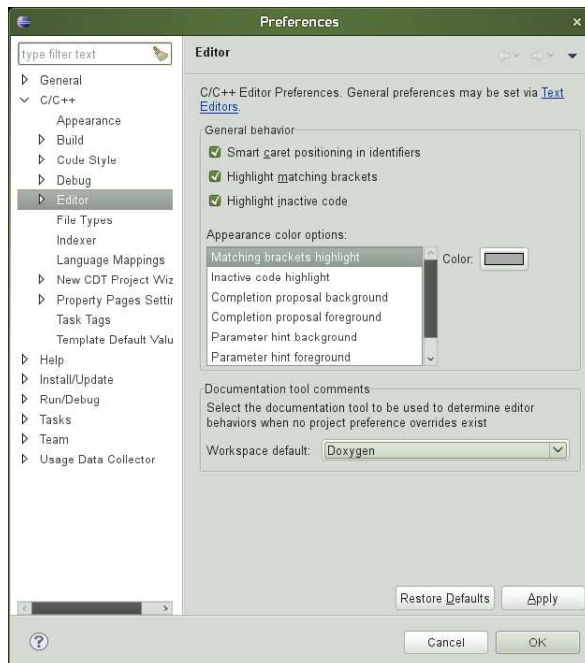 Preferences
type filter text
General
C/C++
Appearance
Build
Code Style
Debug
Editor
File Types
Indexer
Language Mappings
New CDT Project Wiz
Property Pages Settir
Task Tags
Template Default Valu
Help
Install/Update
Run/Debug
Tasks
Team
Usage Data Collector
Editor
C/C++ Editor Preferences. General preferences may be set via Text
Editors.
General behavior
Smart caret positioning in identifiers
Highlight matching brackets
Highlight inactive code
Appearance color options:
Matching brackets highlight
Inactive code highlight
Completion proposal background
Completion proposal foreground
Parameter hint background
Parameter hint foreground
Color:
Documentation tool comments
Select the documentation tool to be used to determine editor
behaviors when no project preference overrides exist
Workspace default: Doxygen
Restore Defaults Apply
? Cancel OK